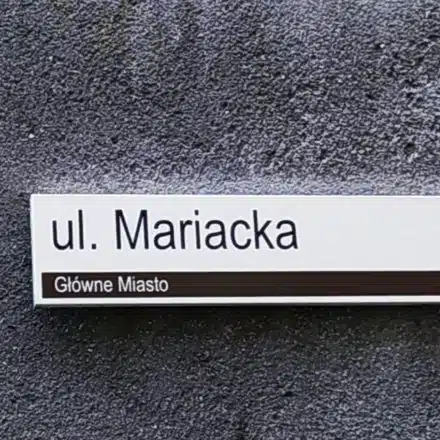 ul. Mariacka
Główne Miasto